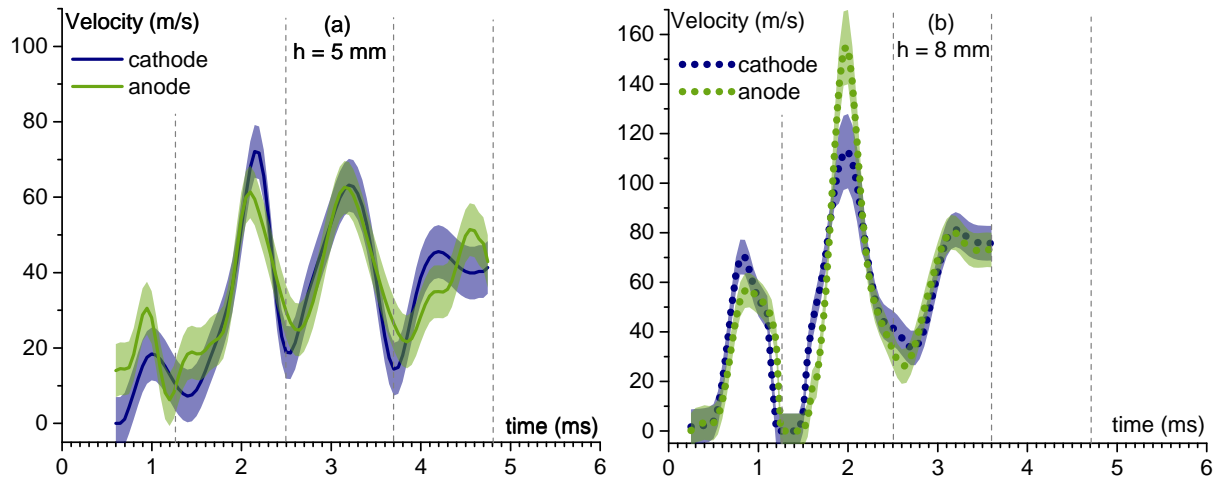 Velocity (m/s)
(a)
h = 5 mm
cathode
anode
100
80
60
40
20
0
time (ms)
0 1 2 3 4 5 6
Velocity (m/s)
(b)
h = 8 mm
cathode
anode
160
140
120
100
80
60
40
20
0
time (ms)
0 1 2 3 4 5 6